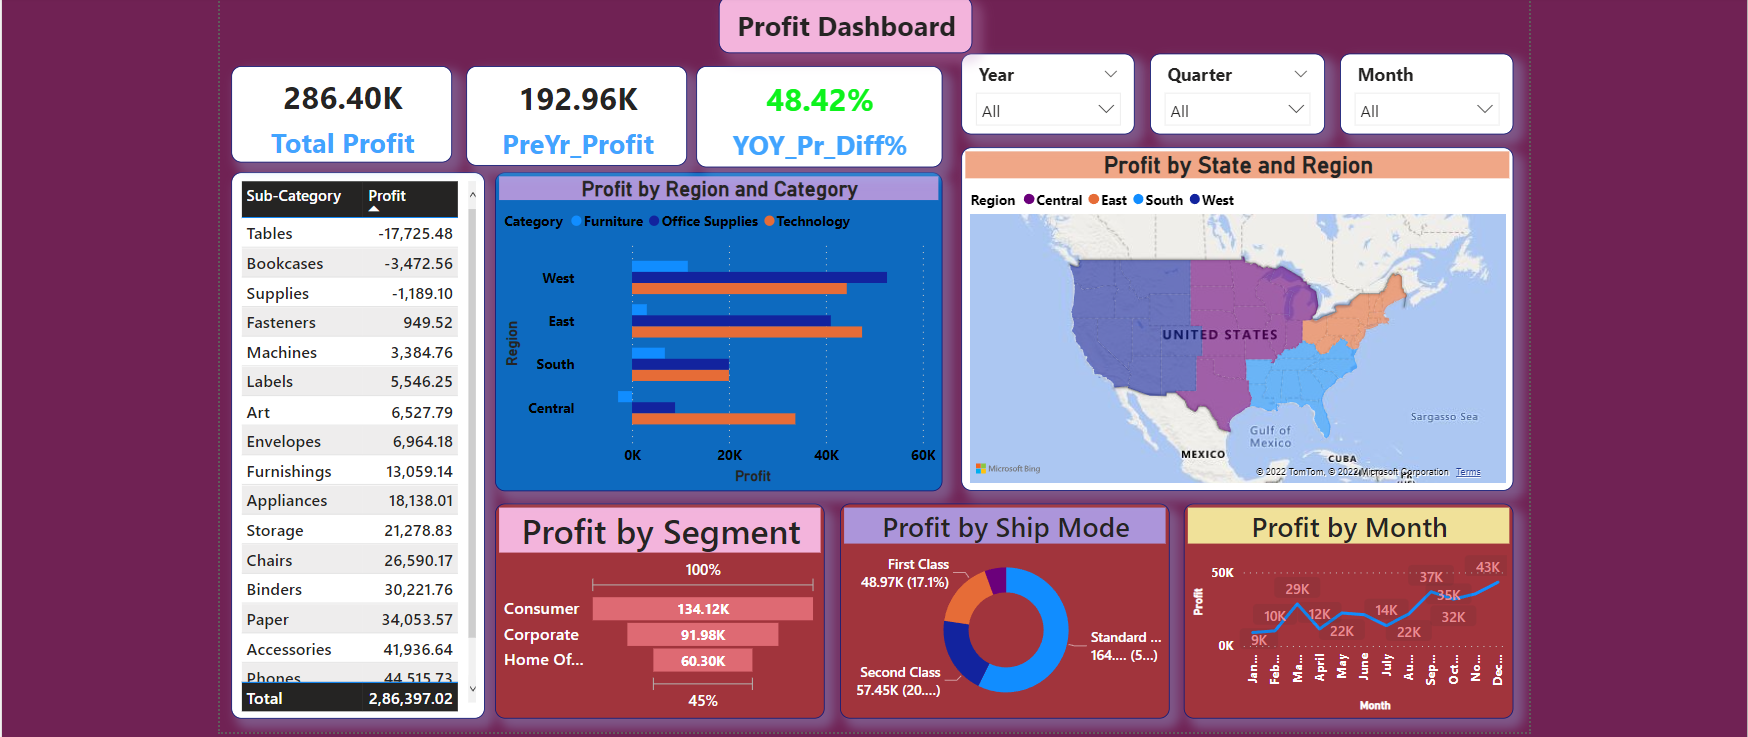 Profit Dashboard
286.40K
Total Profit
192.96K
PreYr_Profit
48.42%
YOY_Pr_Diff%
Year
All
Quarter
All
Month
All
Sub-Category Profit
Tables -17,725.48
Bookcases -3,472.56
Supplies -1,189.10
Fasteners 949.52
Machines 3,384.76
Labels 5,546.25
Art 6,527.79
Envelopes 6,964.18
Furnishings 13,059.14
Appliances 18,138.01
Storage 21,278.83
Chairs 26,590.17
Binders 30,221.76
Paper 34,053.57
Accessories 41,936.64
Phones 44,515.73
Total 2,86,397.02
Profit by Region and Category
Category Furniture Office Supplies Technology
Region
West
East
South
Central
0K 20K 40K 60K
Profit
Profit by State and Region
Region Central East South West
UNITED STATES
Sargasso Sea
Gulf of
Mexico
MEXICO
CUBA
PR
Microsoft Bing
© 2022 TomTom, © 2022 Microsoft Corporation Terms
Profit by Segment
100%
Consumer 134.12K
Corporate 91.98K
Home Of... 60.30K
45%
Profit by Ship Mode
First Class
48.97K (17.1%)
Standard ...
164.... (5...)
Second Class
57.45K (20....)
Profit by Month
Profit
50K
0K
9K
10K
29K
12K
22K
14K
22K
37K
35K
32K
43K
Jan...
Feb...
Ma...
April
May
June
July
Au...
Sep...
Oct...
No...
Dec...
Month